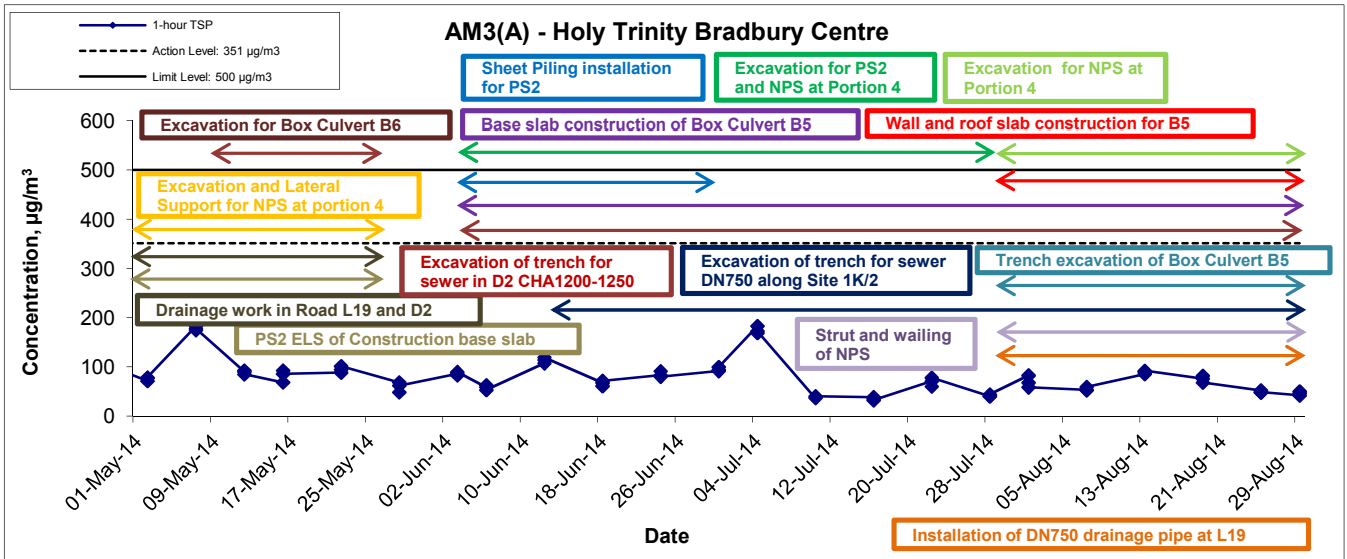 AM3(A) - Holy Trinity Bradbury Centre
1-hour TSP
Action Level: 351 µg/m3
Limit Level: 500 µg/m3
Sheet Piling installation
for PS2
Excavation for PS2
and NPS at Portion 4
Excavation for NPS at
Portion 4
Excavation for Box Culvert B6
Base slab construction of Box Culvert B5
Wall and roof slab construction for B5
Excavation and Lateral
Support for NPS at portion 4
Excavation of trench for
sewer in D2 CHA1200-1250
Excavation of trench for sewer
DN750 along Site 1K/2
Trench excavation of Box Culvert B5
Drainage work in Road L19 and D2
PS2 ELS of Construction base slab
Strut and wailing
of NPS
Concentration, µg/m³
600
500
400
300
200
100
0
01-May-14
09-May-14
17-May-14
25-May-14
02-Jun-14
10-Jun-14
18-Jun-14
26-Jun-14
04-Jul-14
12-Jul-14
20-Jul-14
28-Jul-14
05-Aug-14
13-Aug-14
21-Aug-14
29-Aug-14
Date
Installation of DN750 drainage pipe at L19